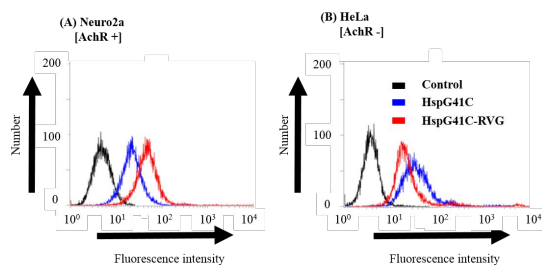 (A) Neuro2a
[AchR +]
200
100
0
Number
10⁰ 10¹ 10² 10³ 10⁴
Fluorescence intensity
(B) HeLa
[AchR -]
200
100
0
Number
Control
HspG41C
HspG41C-RVG
10⁰ 10¹ 10² 10³ 10⁴
Fluorescence intensity